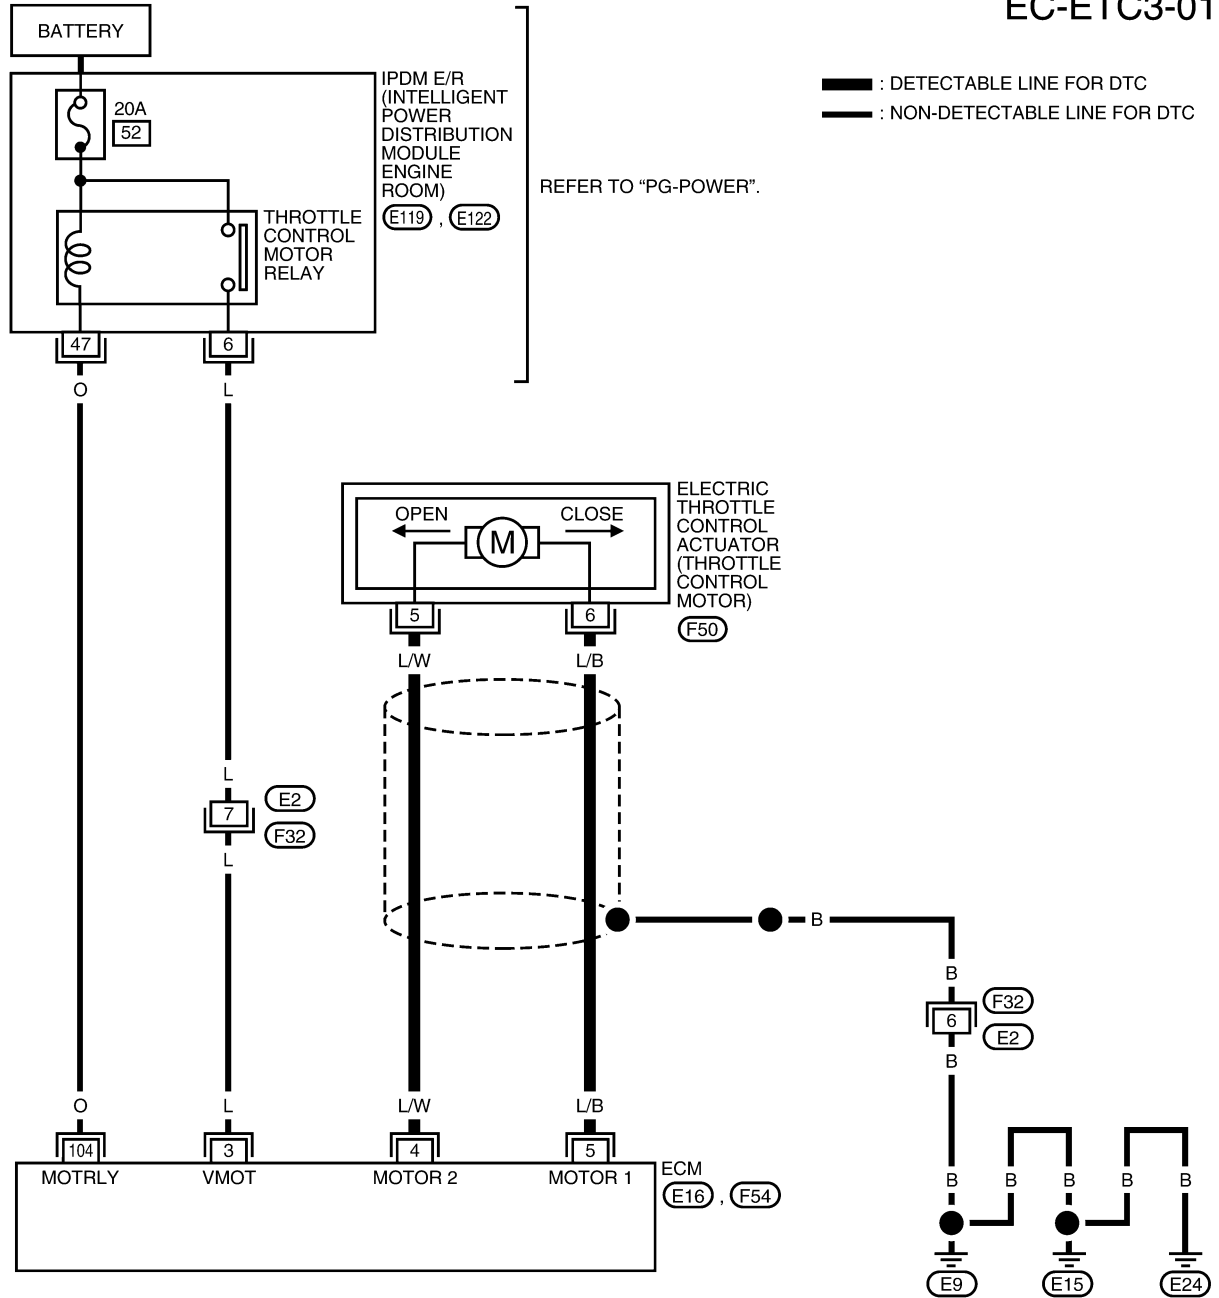 EC-ETC3-01
BATTERY
IPDM E/R
(INTELLIGENT
POWER
DISTRIBUTION
MODULE
ENGINE
ROOM)
E119 , E122
20A
52
: DETECTABLE LINE FOR DTC
: NON-DETECTABLE LINE FOR DTC
REFER TO “PG-POWER”.
THROTTLE
CONTROL
MOTOR
RELAY
47 6
O L
ELECTRIC
THROTTLE
CONTROL
ACTUATOR
(THROTTLE
CONTROL
MOTOR)
F50
OPEN CLOSE
M
5 6
L/W L/B
L
7
E2
F32
L
B
B
F32
6
E2
B
O L L/W L/B
104 3 4 5
MOTRLY VMOT MOTOR 2 MOTOR 1
ECM
E16 , F54
B B B B B
E9 E15 E24